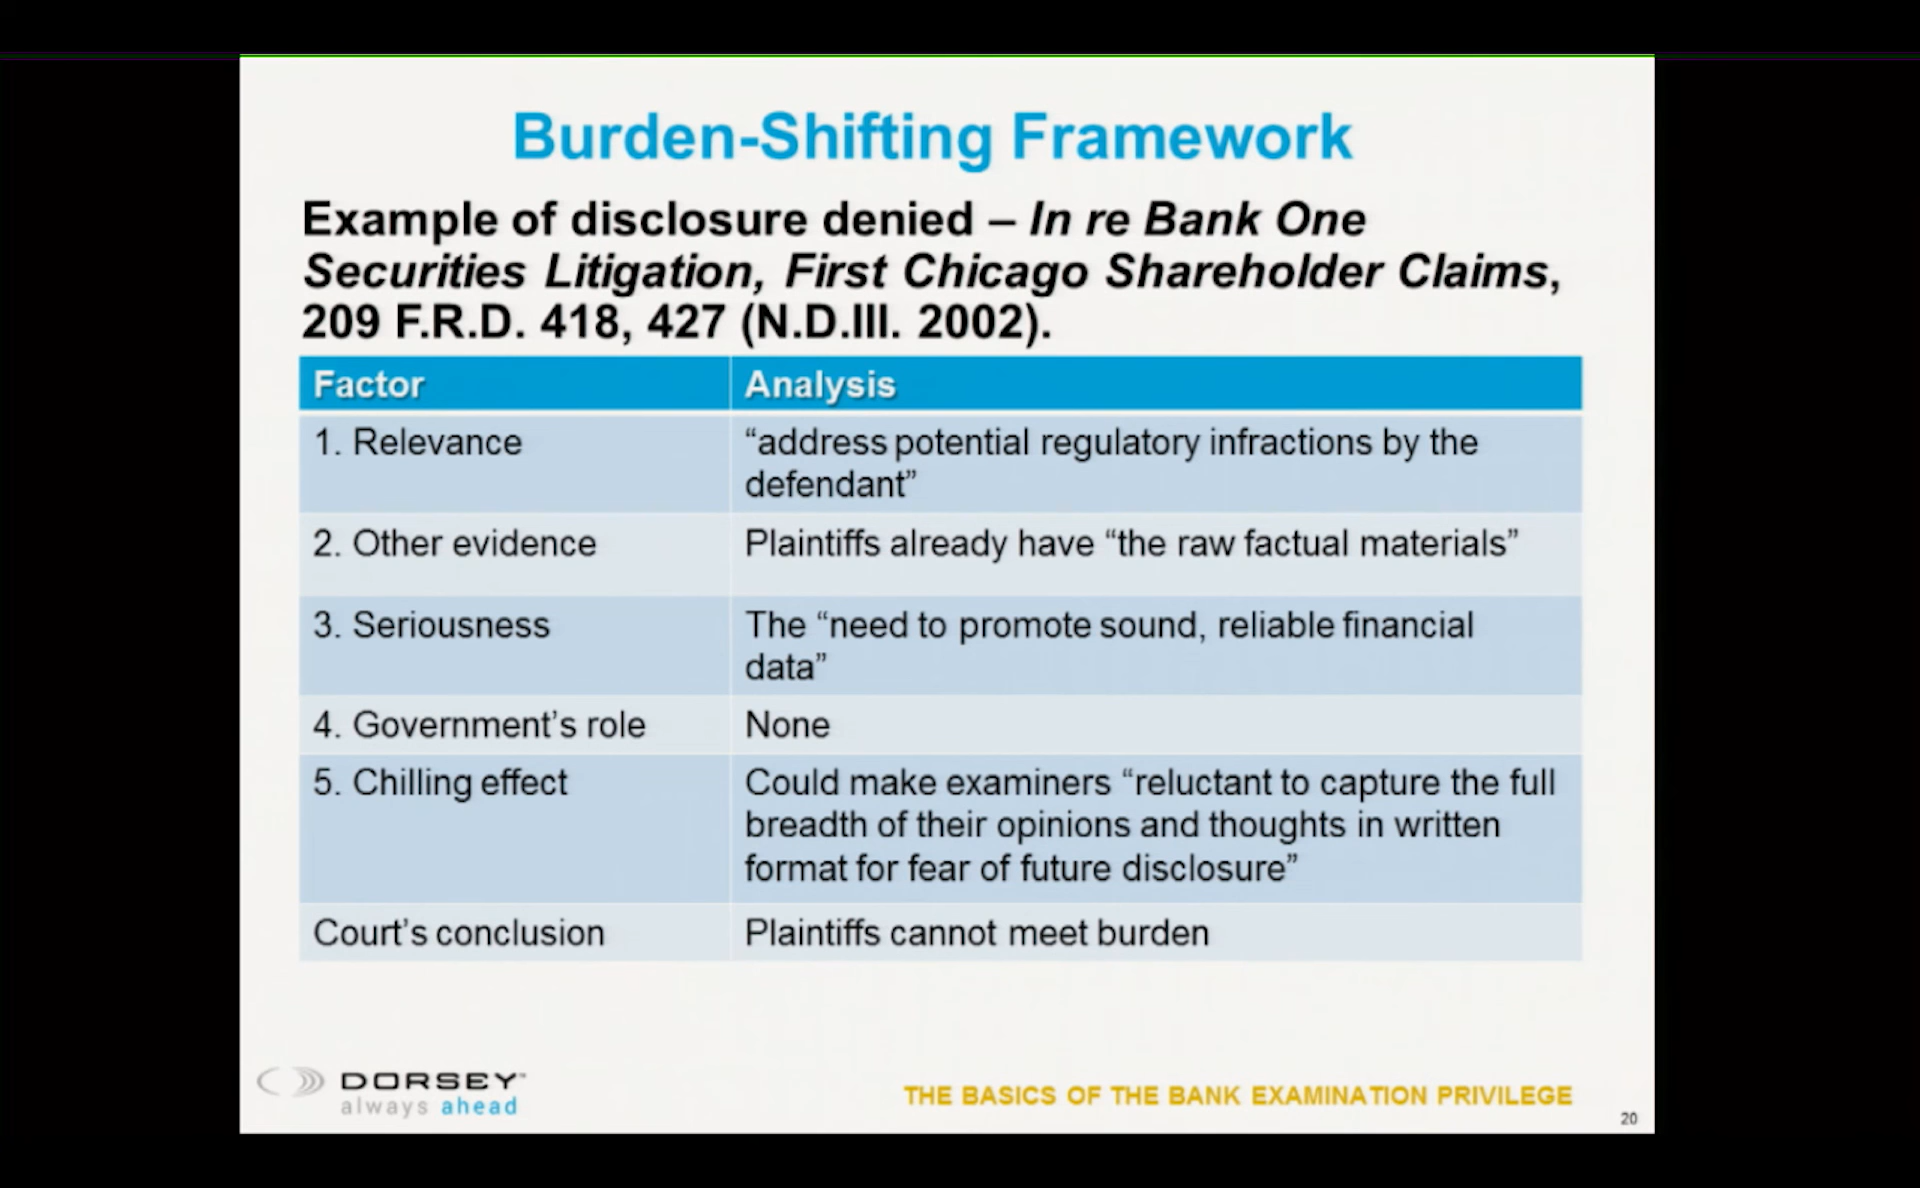 Burden-Shifting Framework
Example of disclosure denied – In re Bank One
Securities Litigation, First Chicago Shareholder Claims,
209 F.R.D. 418, 427 (N.D.Ill. 2002).
Factor Analysis
1. Relevance “address potential regulatory infractions by the
defendant”
2. Other evidence Plaintiffs already have “the raw factual materials”
3. Seriousness The “need to promote sound, reliable financial
data”
4. Government’s role None
5. Chilling effect Could make examiners “reluctant to capture the full
breadth of their opinions and thoughts in written
format for fear of future disclosure”
Court’s conclusion Plaintiffs cannot meet burden
DORSEY™
always ahead
THE BASICS OF THE BANK EXAMINATION PRIVILEGE
20